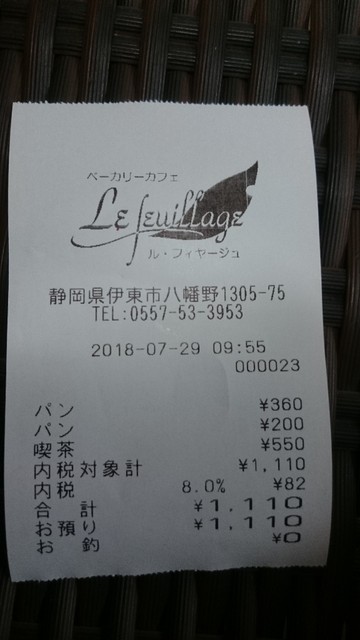 ベーカリーカフェ
Le feuillage
ル・フィヤージュ
静岡県伊東市八幡野1305-75
TEL:0557-53-3953
2018-07-29 09:55
000023
パン ¥360
パン ¥200
喫茶 ¥550
内税対象計 ¥1,110
内税 8.0% ¥82
合計 ¥1,110
お預り ¥1,110
お釣 ¥0